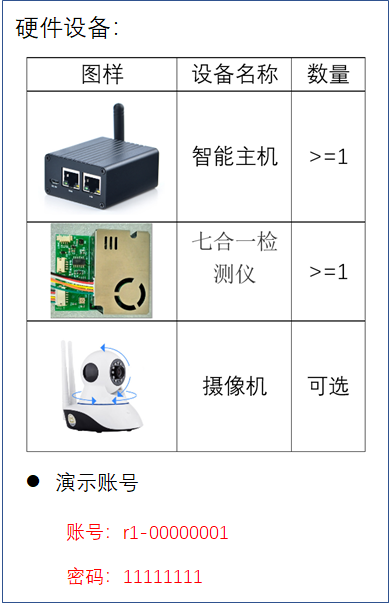 硬件设备：
图样 设备名称 数量
智能主机 >=1
七合一检
测仪 >=1
摄像机 可选
● 演示账号
账号：r1-00000001
密码：11111111